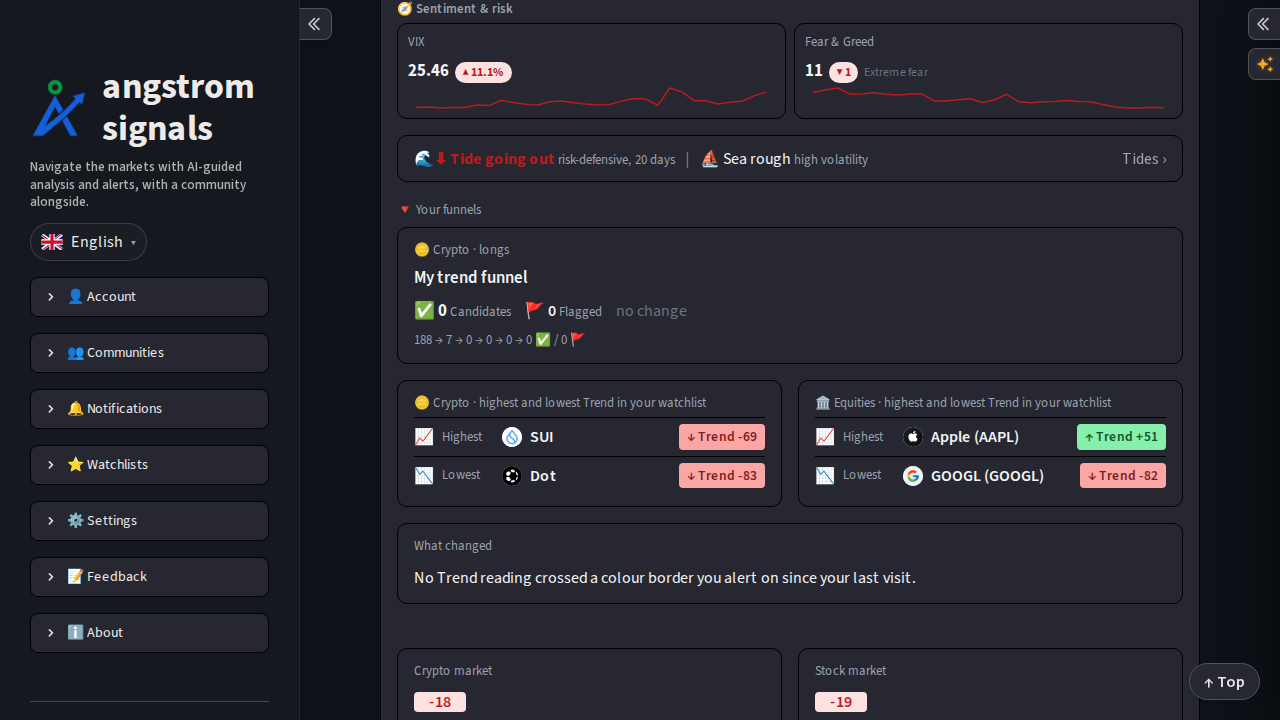 angstrom
signals
Navigate the markets with AI-guided
analysis and alerts, with a community
alongside.
English
Account
Communities
Notifications
Watchlists
Settings
Feedback
About
Sentiment & risk
VIX
25.46 ▲11.1%
Fear & Greed
11 ▼1 Extreme fear
Tide going out risk-defensive, 20 days | Sea rough high volatility
Tides ›
Your funnels
Crypto · longs
My trend funnel
✅ 0 Candidates 🚩 0 Flagged no change
188 → 7 → 0 → 0 → 0 → 0 ✅ / 0 🚩
Crypto · highest and lowest Trend in your watchlist
Highest SUI ↓ Trend -69
Lowest Dot ↓ Trend -83
Equities · highest and lowest Trend in your watchlist
Highest Apple (AAPL) ↑ Trend +51
Lowest GOOGL (GOOGL) ↓ Trend -82
What changed
No Trend reading crossed a colour border you alert on since your last visit.
Crypto market
-18
Stock market
-19
↑ Top